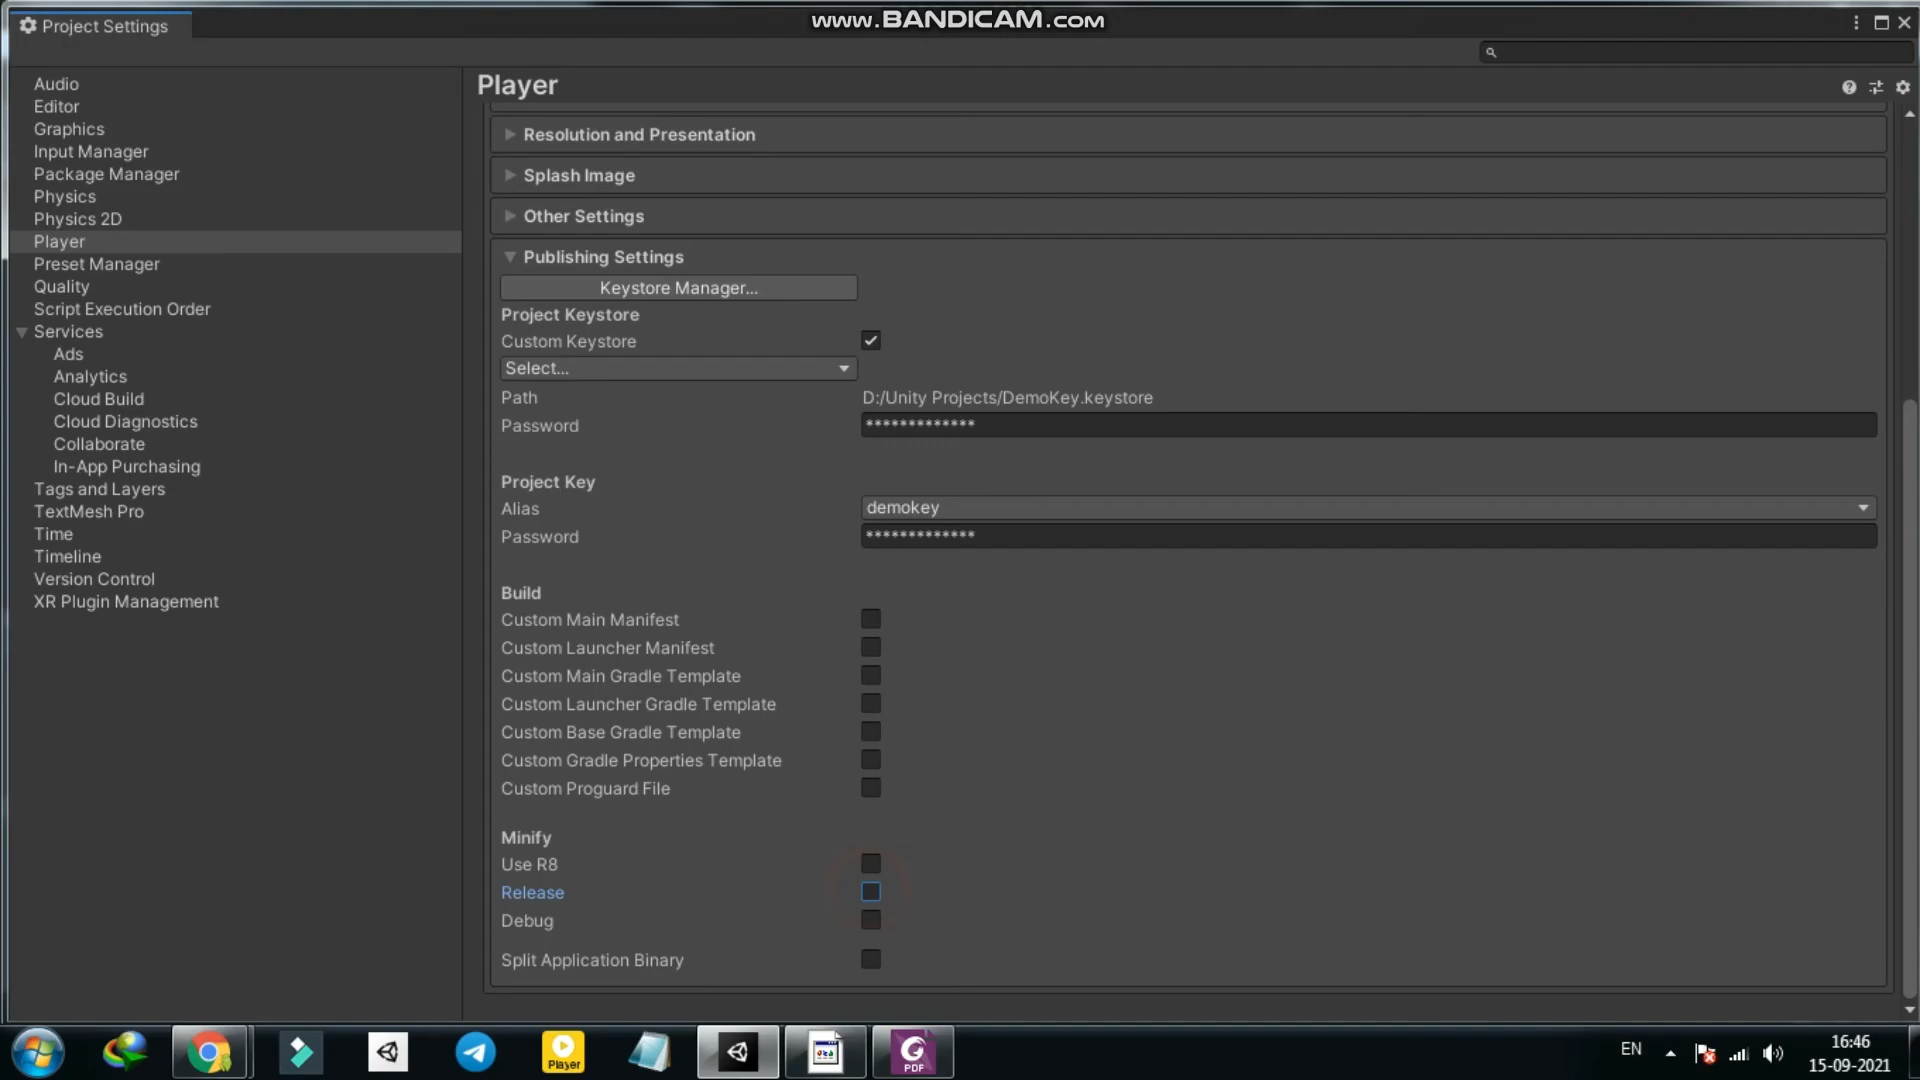 Project Settings
www.BANDICAM.com
Audio
Editor
Graphics
Input Manager
Package Manager
Physics
Physics 2D
Player
Preset Manager
Quality
Script Execution Order
Services
Ads
Analytics
Cloud Build
Cloud Diagnostics
Collaborate
In-App Purchasing
Tags and Layers
TextMesh Pro
Time
Timeline
Version Control
XR Plugin Management
Player
Resolution and Presentation
Splash Image
Other Settings
Publishing Settings
Keystore Manager...
Project Keystore
Custom Keystore
Select...
Path D:/Unity Projects/DemoKey.keystore
Password *************
Project Key
Alias demokey
Password *************
Build
Custom Main Manifest
Custom Launcher Manifest
Custom Main Gradle Template
Custom Launcher Gradle Template
Custom Base Gradle Template
Custom Gradle Properties Template
Custom Proguard File
Minify
Use R8
Release
Debug
Split Application Binary
Player
PDF
EN
16:46
15-09-2021